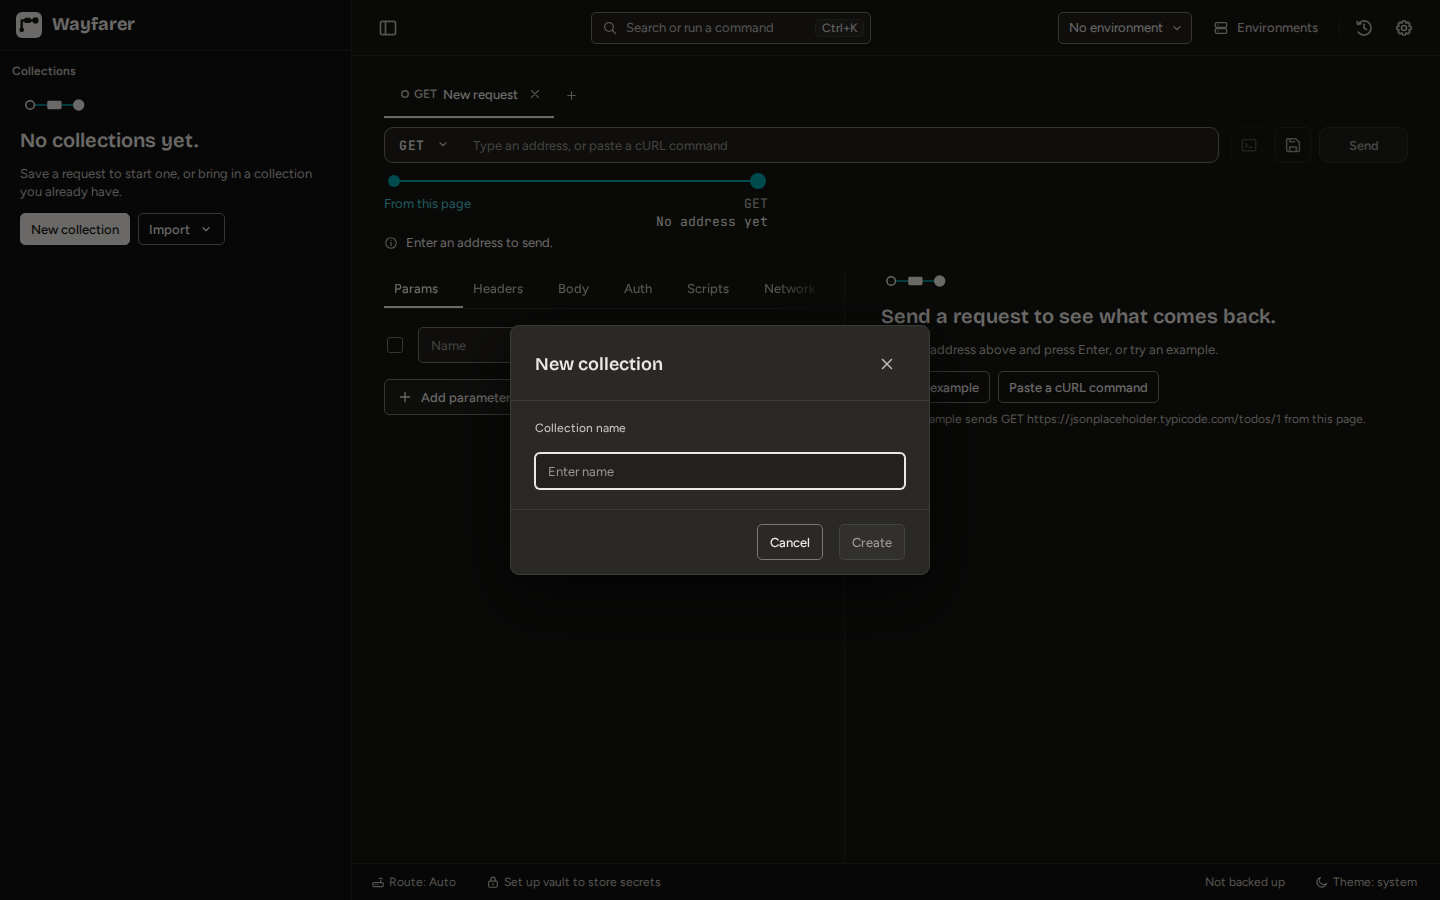 Wayfarer
Search or run a command
Ctrl+K
No environment
Environments
Collections
No collections yet.
Save a request to start one, or bring in a collection
you already have.
New collection
Import
GET New request
GET
Type an address, or paste a cURL command
Send
From this page
GET
No address yet
Enter an address to send.
Params
Headers
Body
Auth
Scripts
Network
Name
Add parameter
Send a request to see what comes back.
address above and press Enter, or try an example.
example
Paste a cURL command
sends GET https://jsonplaceholder.typicode.com/todos/1 from this page.
New collection
Collection name
Enter name
Cancel
Create
Route: Auto
Set up vault to store secrets
Not backed up
Theme: system